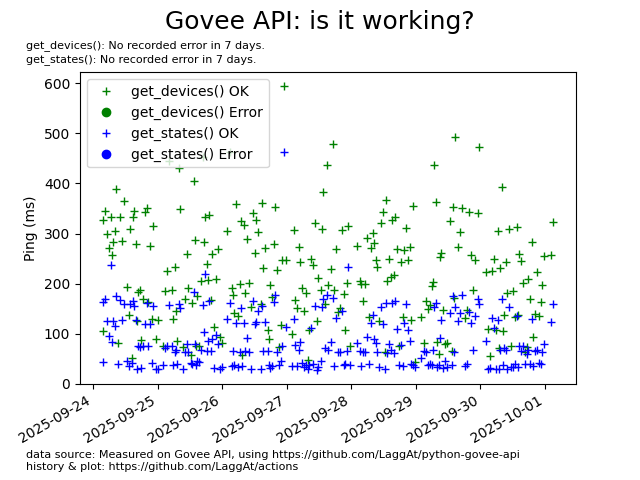 Govee API: is it working?
get_devices(): No recorded error in 7 days.
get_states(): No recorded error in 7 days.
600
500
400
300
200
100
0
Ping (ms)
get_devices() OK
get_devices() Error
get_states() OK
get_states() Error
2025-09-24
2025-09-25
2025-09-26
2025-09-27
2025-09-28
2025-09-29
2025-09-30
2025-10-01
data source: Measured on Govee API, using https://github.com/LaggAt/python-govee-api
history & plot: https://github.com/LaggAt/actions